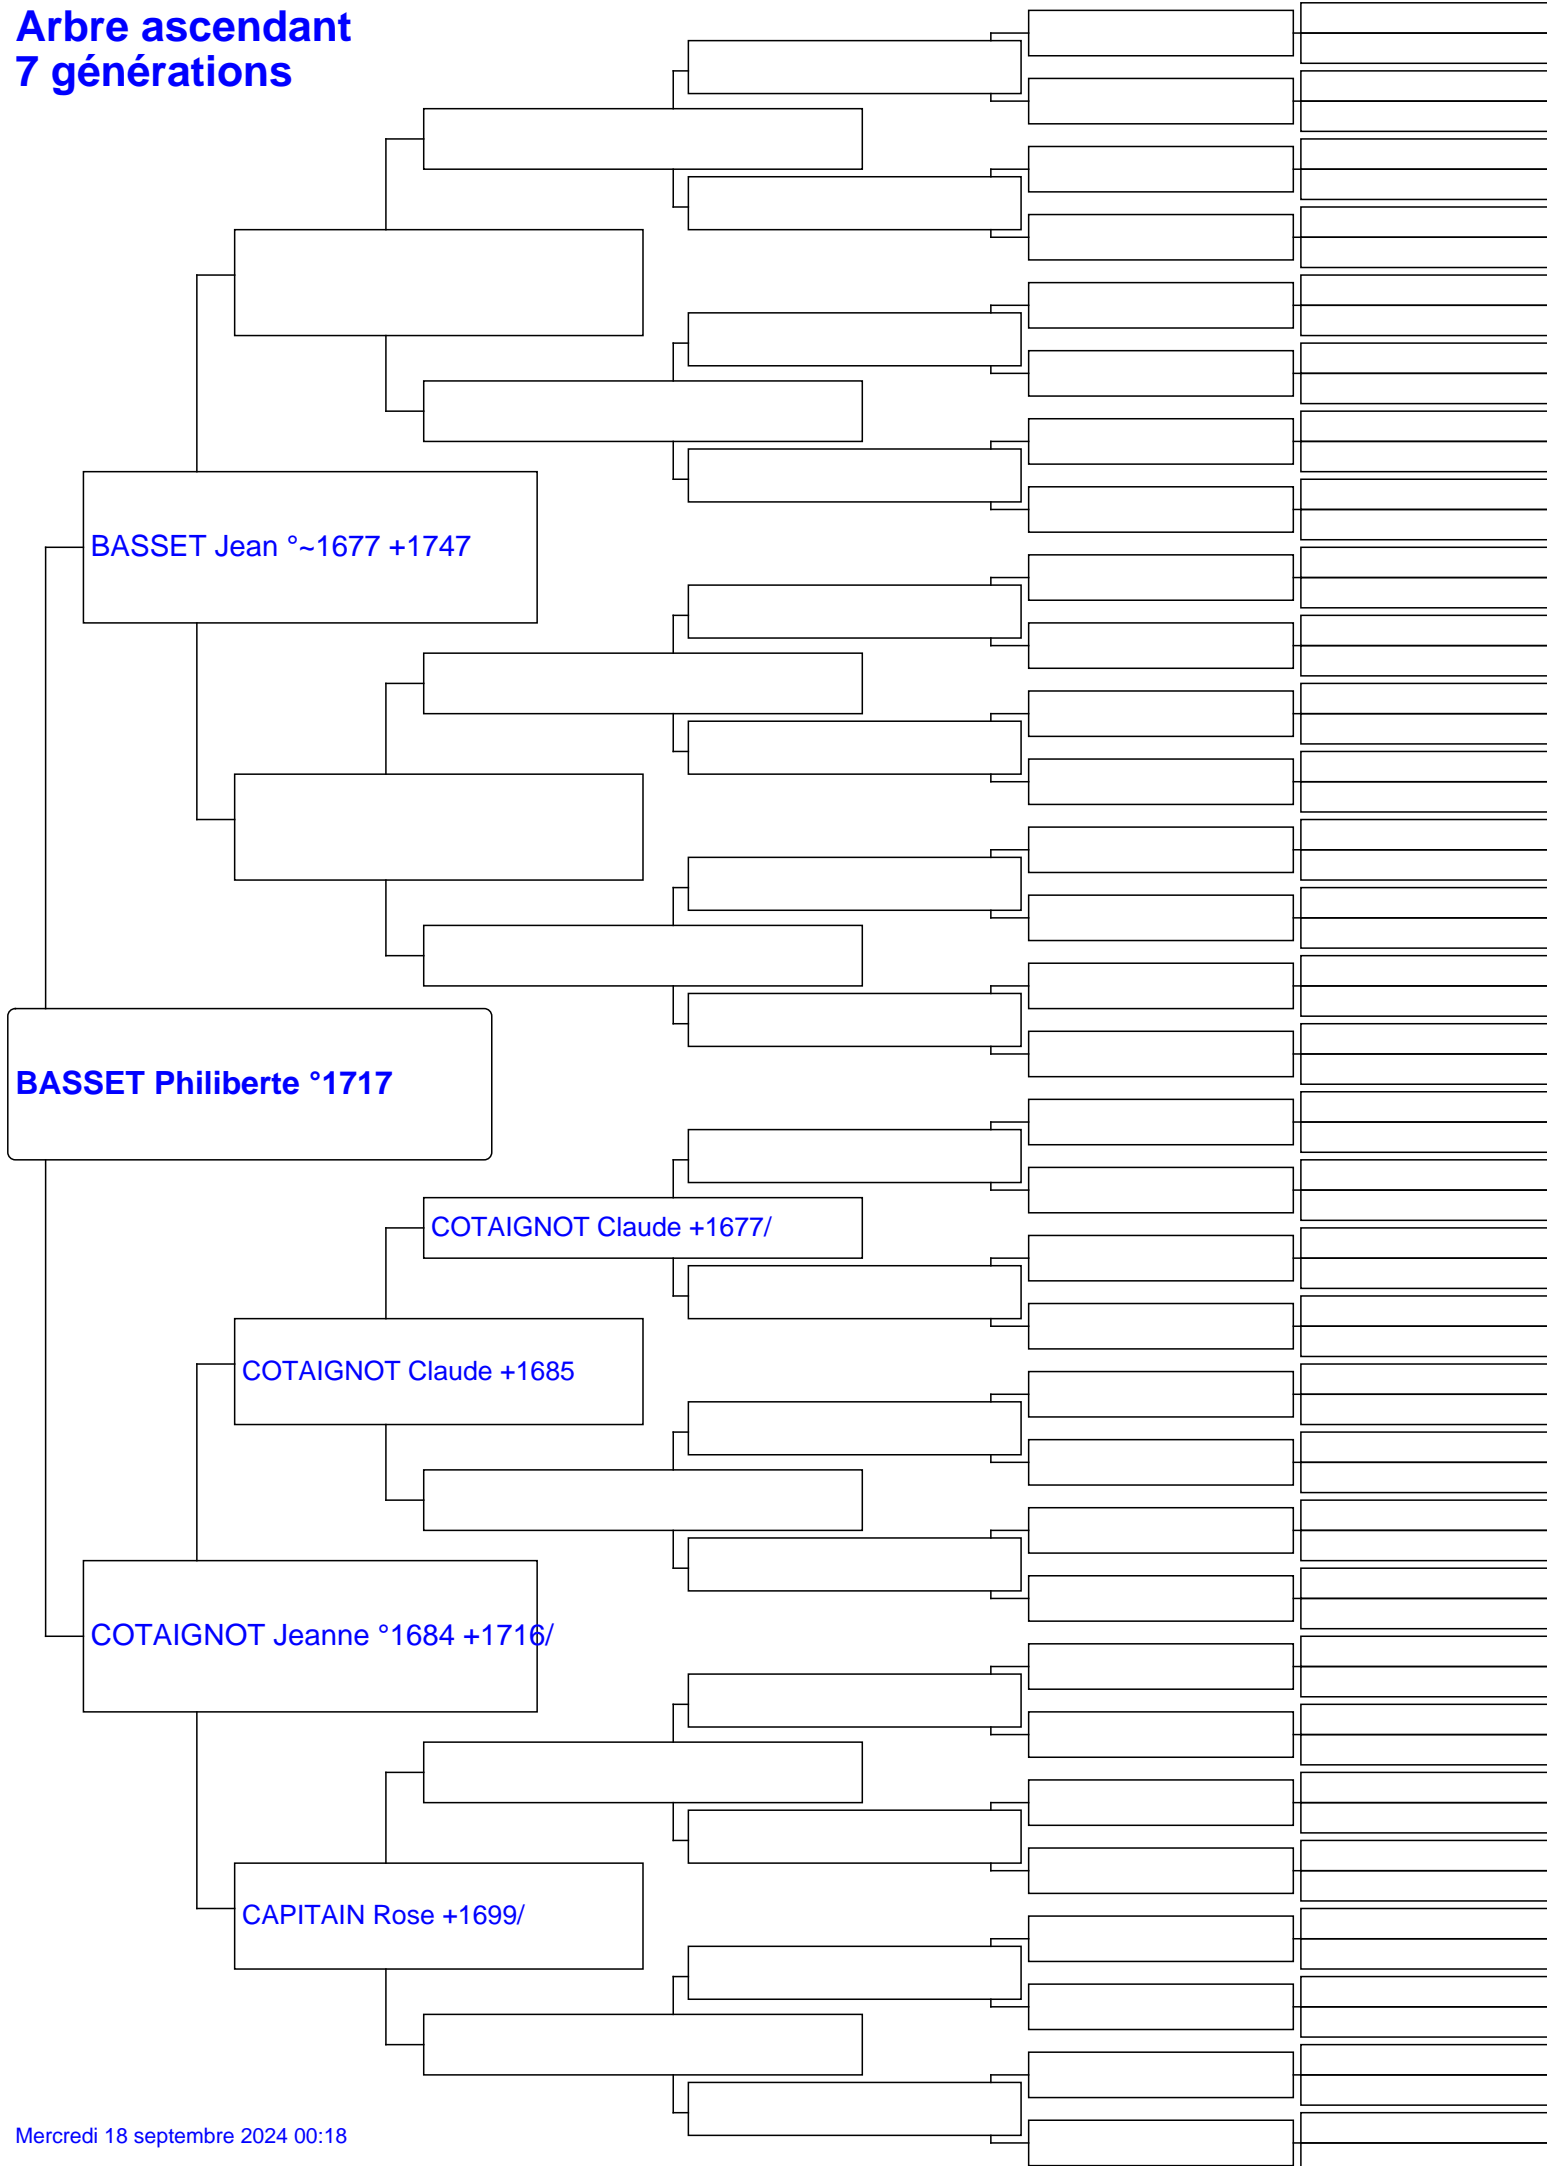 Arbre ascendant
7 générations
BASSET Jean °~1677 +1747
BASSET Philiberte °1717
COTAIGNOT Claude +1677/
COTAIGNOT Claude +1685
COTAIGNOT Jeanne °1684 +1716/
CAPITAIN Rose +1699/
Mercredi 18 septembre 2024 00:18